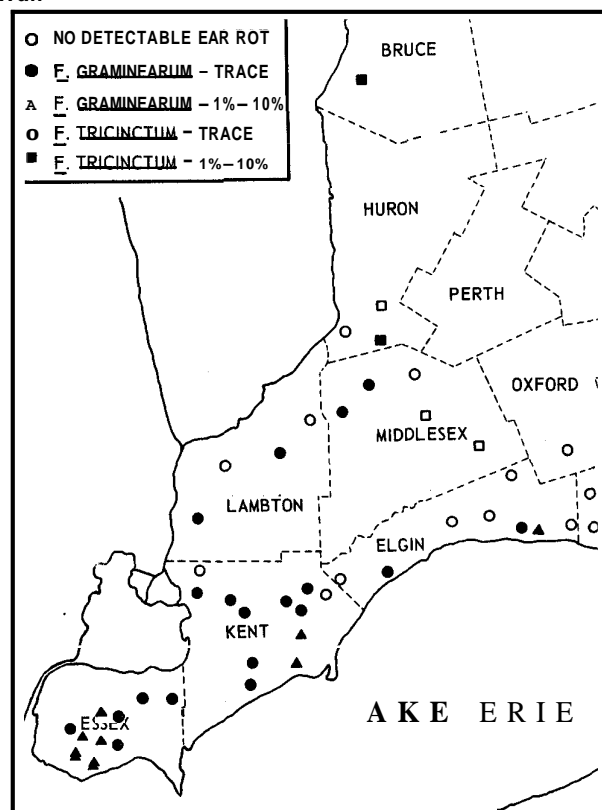 NO DETECTABLE EAR ROT
F. GRAMINEARUM - TRACE
F. GRAMINEARUM - 1%-10%
F. TRICINCTUM - TRACE
F. TRICINCTUM - 1%-10%
BRUCE
HURON
PERTH
OXFORD
MIDDLESEX
LAMBTON
ELGIN
KENT
ESSEX
AKE ERIE